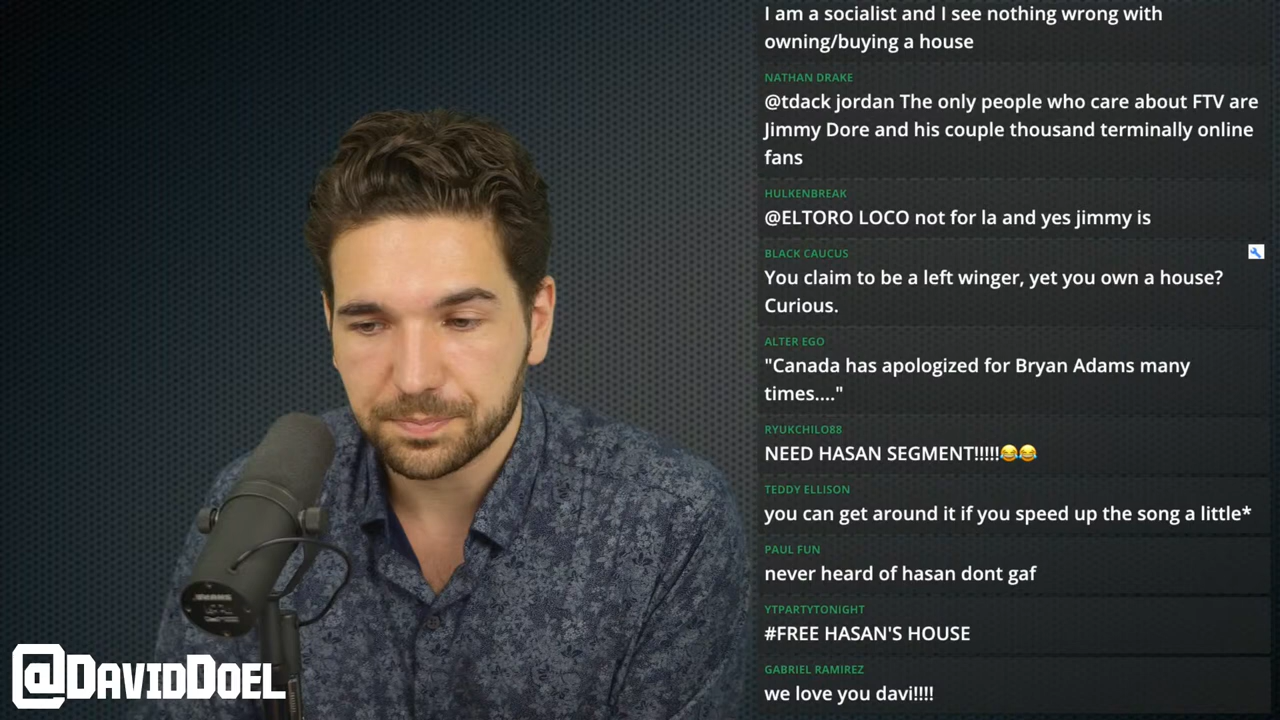 I am a socialist and I see nothing wrong with
owning/buying a house
NATHAN DRAKE
@tdack jordan The only people who care about FTV are
Jimmy Dore and his couple thousand terminally online
fans
HULKENBREAK
@ELTORO LOCO not for la and yes jimmy is
BLACK CAUCUS
You claim to be a left winger, yet you own a house?
Curious.
ALTER EGO
"Canada has apologized for Bryan Adams many
times...."
RYUKCHILO88
NEED HASAN SEGMENT!!!!!😂😂
TEDDY ELLISON
you can get around it if you speed up the song a little*
PAUL FUN
never heard of hasan dont gaf
YTPARTYTONIGHT
#FREE HASAN'S HOUSE
GABRIEL RAMIREZ
we love you davi!!!!
@DAVIDDOEL